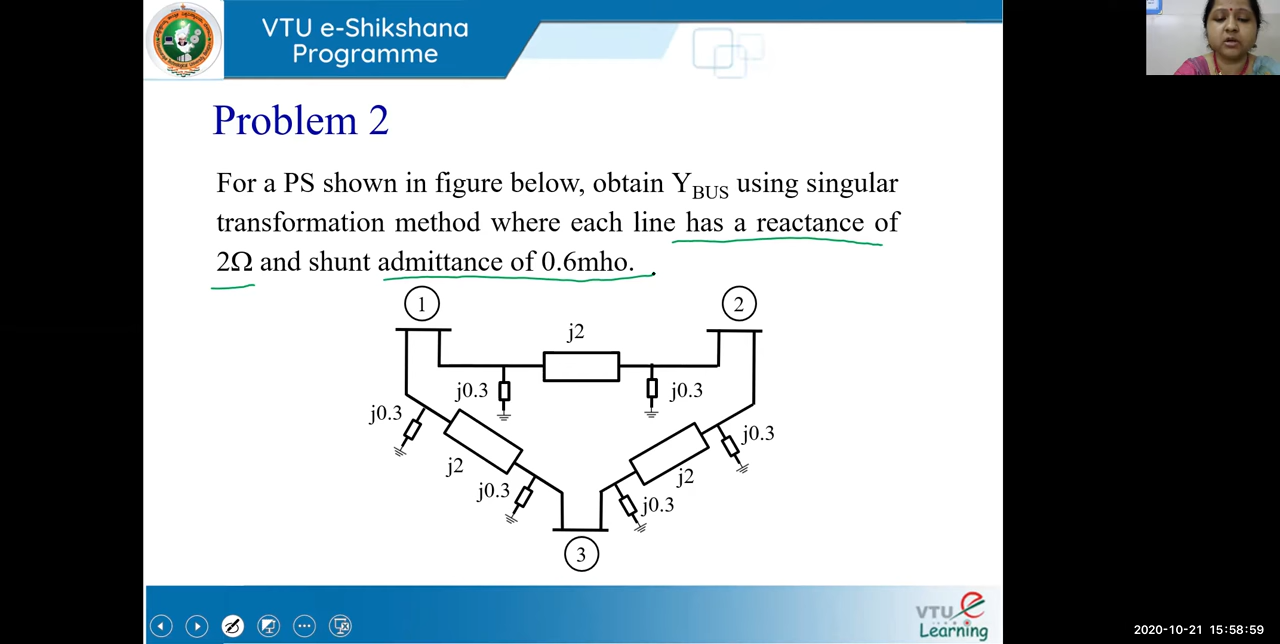 VTU e-Shikshana
Programme
Problem 2
For a PS shown in figure below, obtain YBUS using singular
transformation method where each line has a reactance of
2Ω and shunt admittance of 0.6mho.
1
2
j2
j0.3
j0.3
j0.3
j0.3
j2
j2
j0.3
j0.3
3
VTU e
Learning
2020-10-21 15:58:59